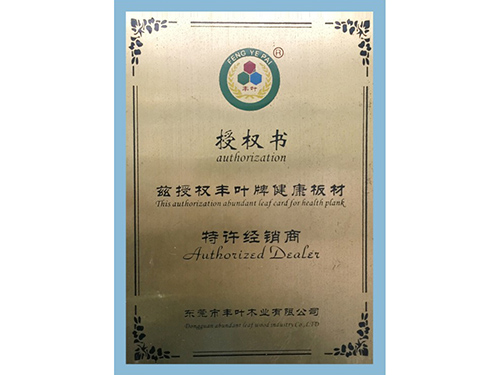 FENG YE PAI
H
丰叶
授权书
authorization
兹授权丰叶牌健康板材
This authorization abundant leaf card for health plank
特许经销商
Authorized Dealer
东莞市丰叶木业有限公司
Dongguan abundant leaf wood industry Co.,LTD